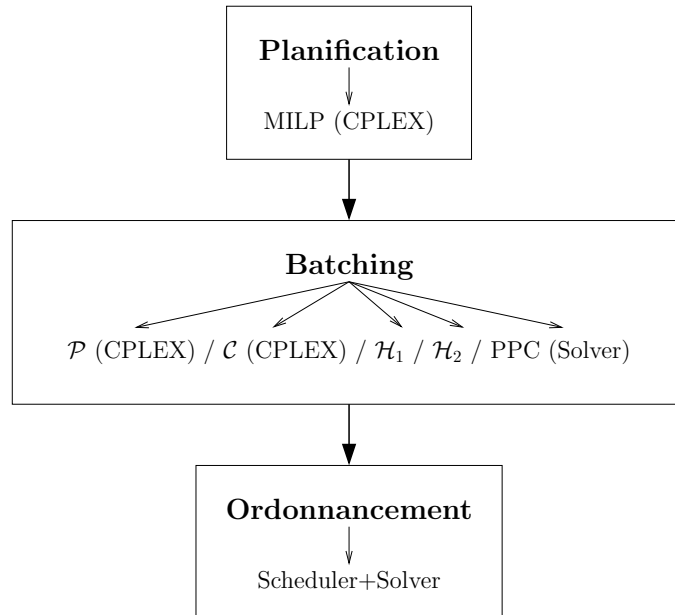 Planification
MILP (CPLEX)
Batching
𝒫 (CPLEX) / 𝒞 (CPLEX) / ℋ₁ / ℋ₂ / PPC (Solver)
Ordonnancement
Scheduler+Solver